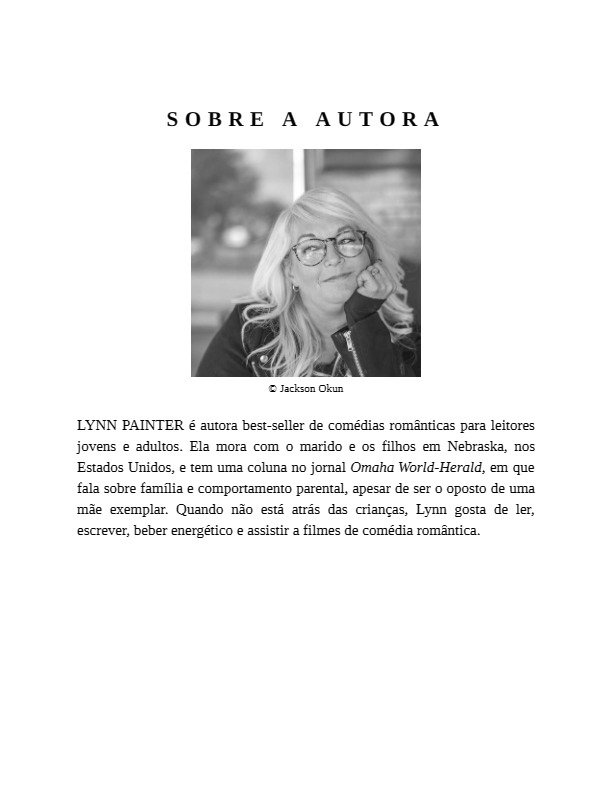 SOBRE A AUTORA
© Jackson Okun
LYNN PAINTER é autora best-seller de comédias românticas para leitores
jovens e adultos. Ela mora com o marido e os filhos em Nebraska, nos
Estados Unidos, e tem uma coluna no jornal Omaha World-Herald, em que
fala sobre família e comportamento parental, apesar de ser o oposto de uma
mãe exemplar. Quando não está atrás das crianças, Lynn gosta de ler,
escrever, beber energético e assistir a filmes de comédia romântica.